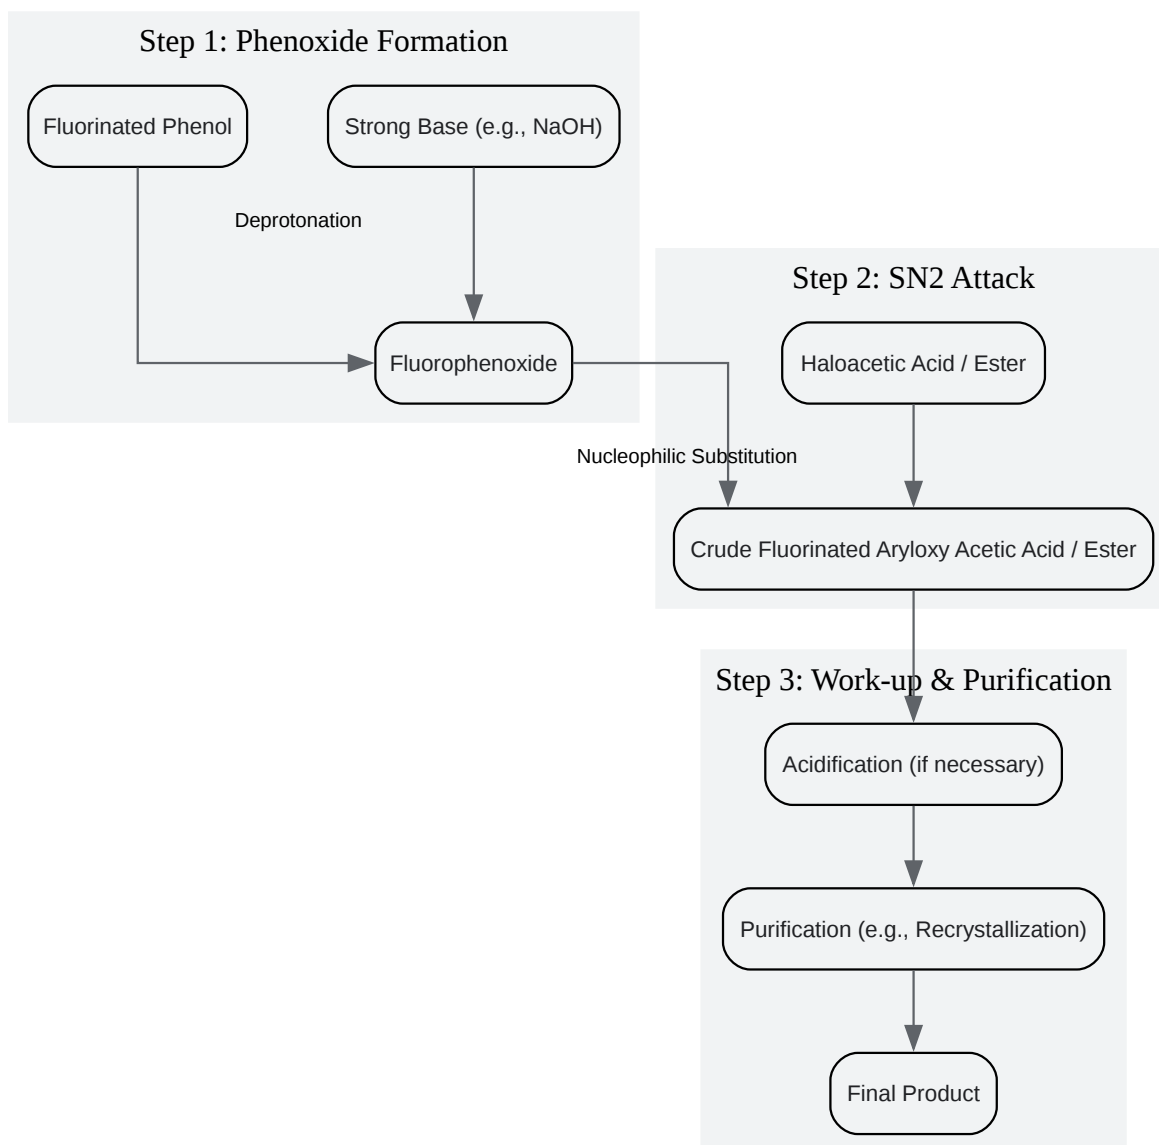 Step 1: Phenoxide Formation
Fluorinated Phenol
Strong Base (e.g., NaOH)
Deprotonation
Fluorophenoxide
Step 2: SN2 Attack
Haloacetic Acid / Ester
Nucleophilic Substitution
Crude Fluorinated Aryloxy Acetic Acid / Ester
Step 3: Work-up & Purification
Acidification (if necessary)
Purification (e.g., Recrystallization)
Final Product